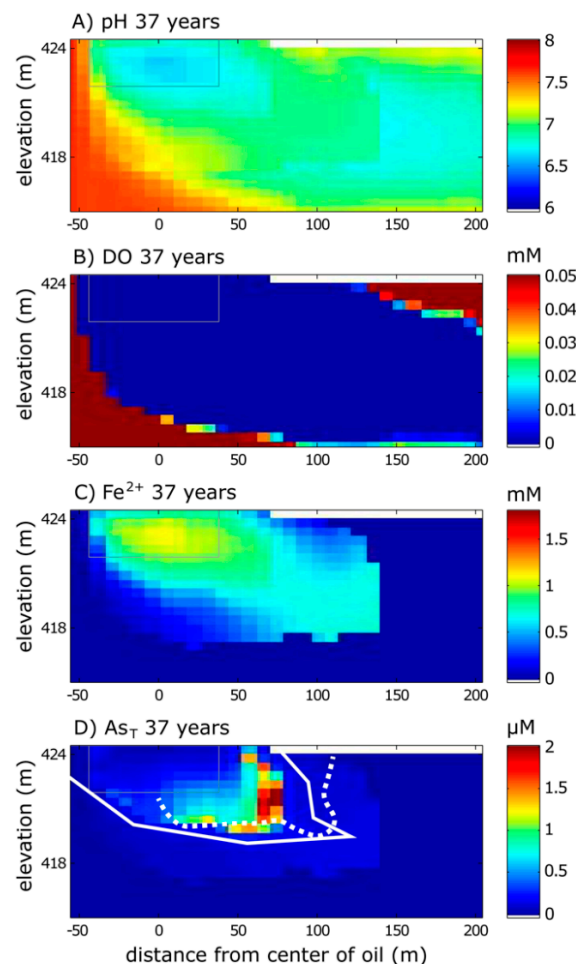 A) pH 37 years
elevation (m)
424
418
-50 0 50 100 150 200
8
7.5
7
6.5
6
B) DO 37 years
elevation (m)
424
418
-50 0 50 100 150 200
mM
0.05
0.04
0.03
0.02
0.01
0
C) Fe²⁺ 37 years
elevation (m)
424
418
-50 0 50 100 150 200
mM
1.5
1
0.5
0
D) As_T 37 years
elevation (m)
424
418
-50 0 50 100 150 200
distance from center of oil (m)
µM
2
1.5
1
0.5
0